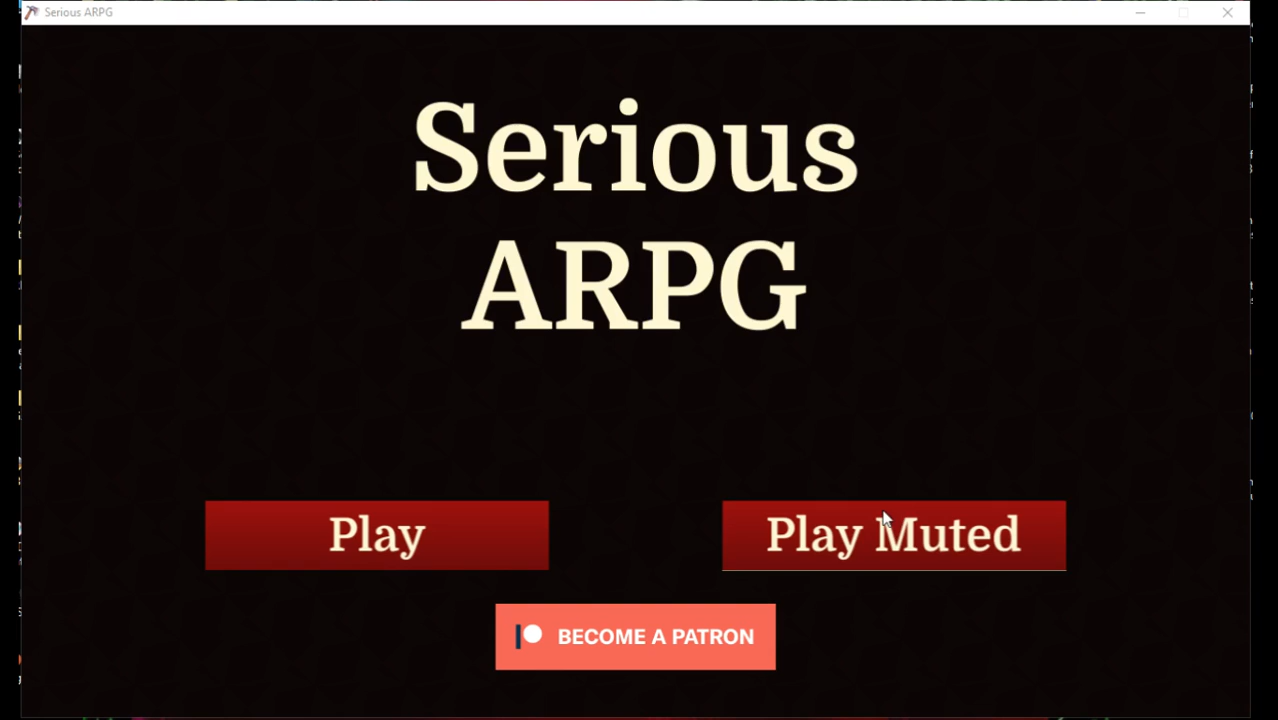 Serious ARPG
Serious
ARPG
Play
Play Muted
BECOME A PATRON